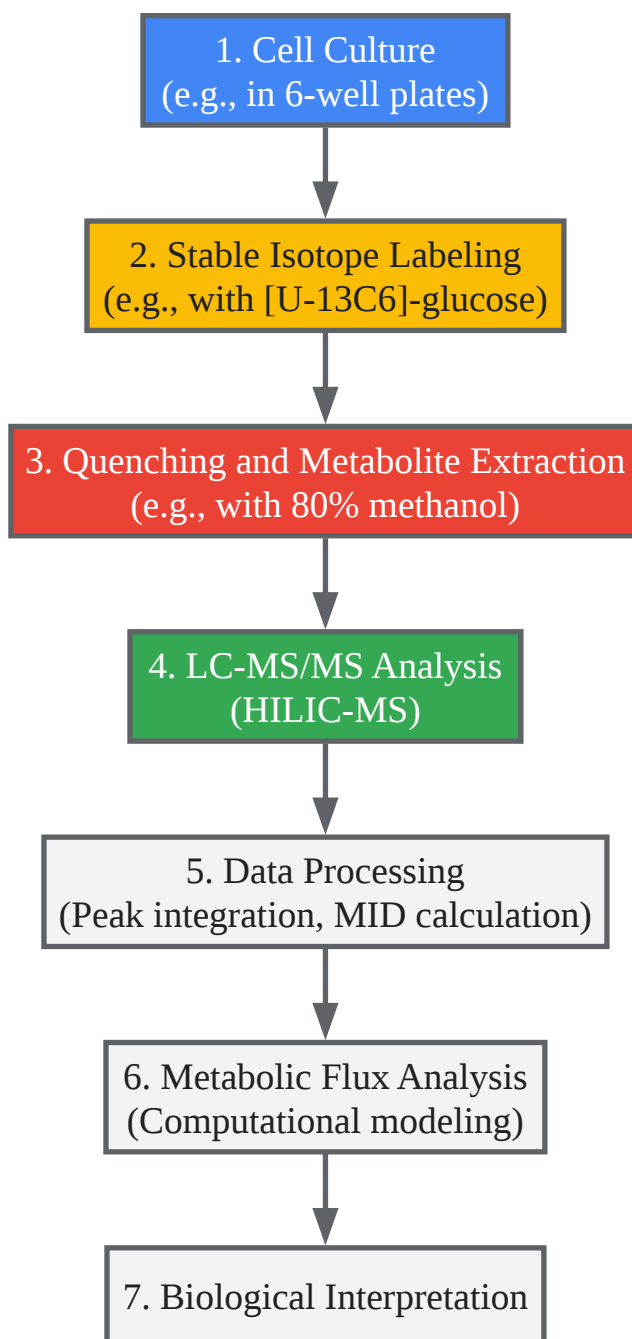 1. Cell Culture
(e.g., in 6-well plates)
2. Stable Isotope Labeling
(e.g., with [U-13C6]-glucose)
3. Quenching and Metabolite Extraction
(e.g., with 80% methanol)
4. LC-MS/MS Analysis
(HILIC-MS)
5. Data Processing
(Peak integration, MID calculation)
6. Metabolic Flux Analysis
(Computational modeling)
7. Biological Interpretation